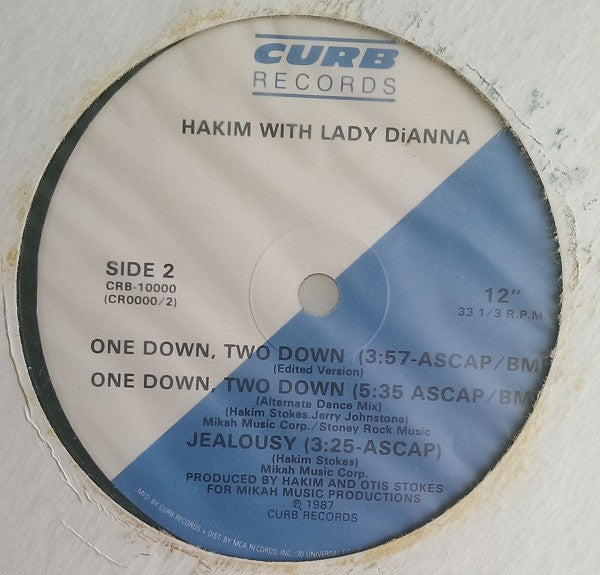 CURB
RECORDS
HAKIM WITH LADY DiANNA
SIDE 2
CRB-10000
(CR0000/2)
12"
33 1/3 R.P.M
ONE DOWN, TWO DOWN (3:57-ASCAP/BM
(Edited Version)
ONE DOWN, TWO DOWN (5:35 ASCAP/BM
(Alternate Dance Mix)
(Hakim Stokes, Jerry Johnstone)
Mikah Music Corp./Stoney Rock Music
JEALOUSY (3:25-ASCAP)
(Hakim Stokes)
Mikah Music Corp.
PRODUCED BY HAKIM AND OTIS STOKES
FOR MIKAH MUSIC PRODUCTIONS
℗ 1987
CURB RECORDS
MFD BY CURB RECORDS • DIST. BY MCA RECORDS, INC. 70 UNIVERSAL